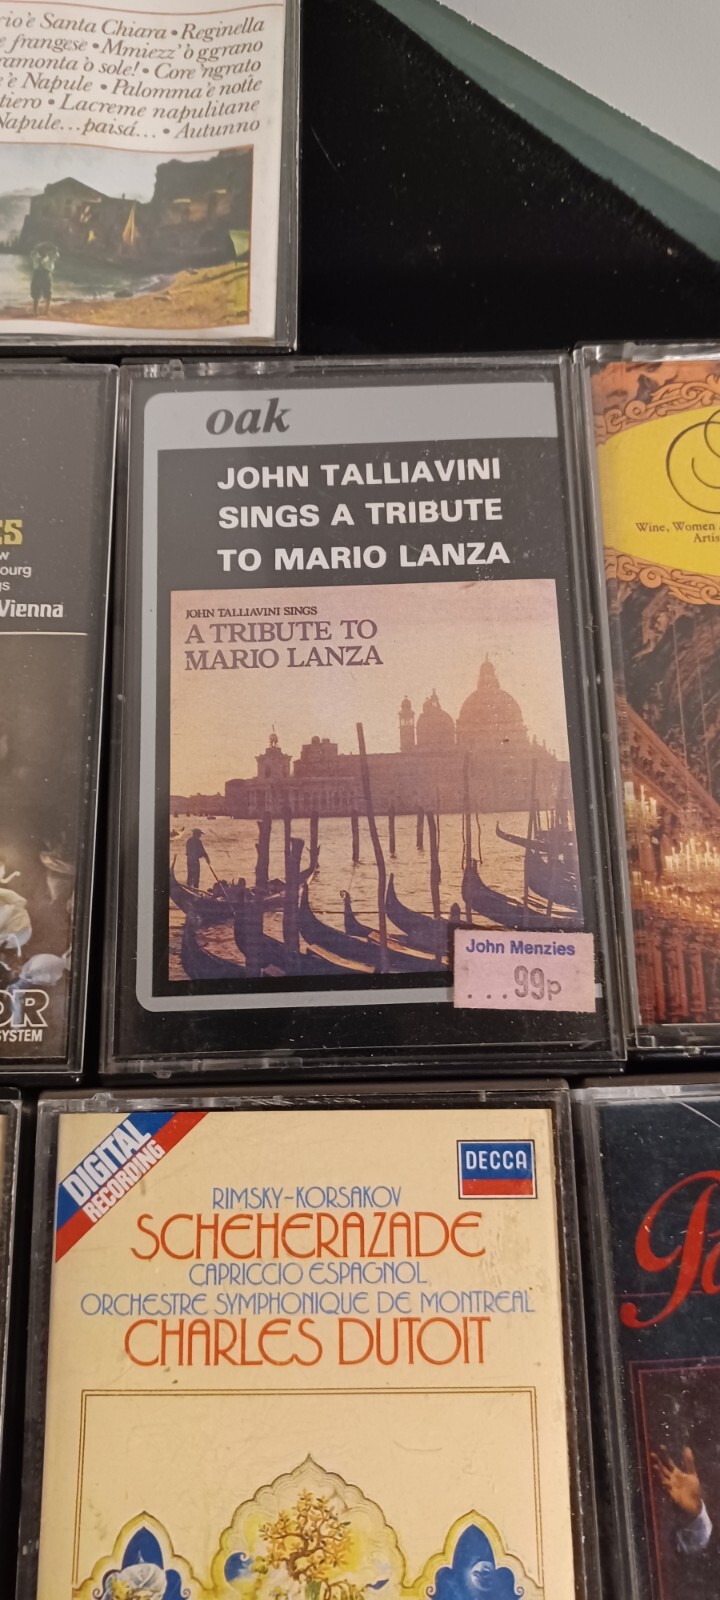 Santa Chiara • Reginella
frangese • Mmiezz' ò ggrano
ò sole! • Core 'ngrato
'e Napule • Palomma 'e notte
• Lacreme napulitane
Napule...paisá... • Autunno
oak
JOHN TALLIAVINI
SINGS A TRIBUTE
TO MARIO LANZA
JOHN TALLIAVINI SINGS
A TRIBUTE TO
MARIO LANZA
John Menzies
...99p
Vienna
SYSTEM
Wine, Women
DIGITAL
RECORDING
DECCA
RIMSKY-KORSAKOV
SCHEHERAZADE
CAPRICCIO ESPAGNOL
ORCHESTRE SYMPHONIQUE DE MONTREAL
CHARLES DUTOIT